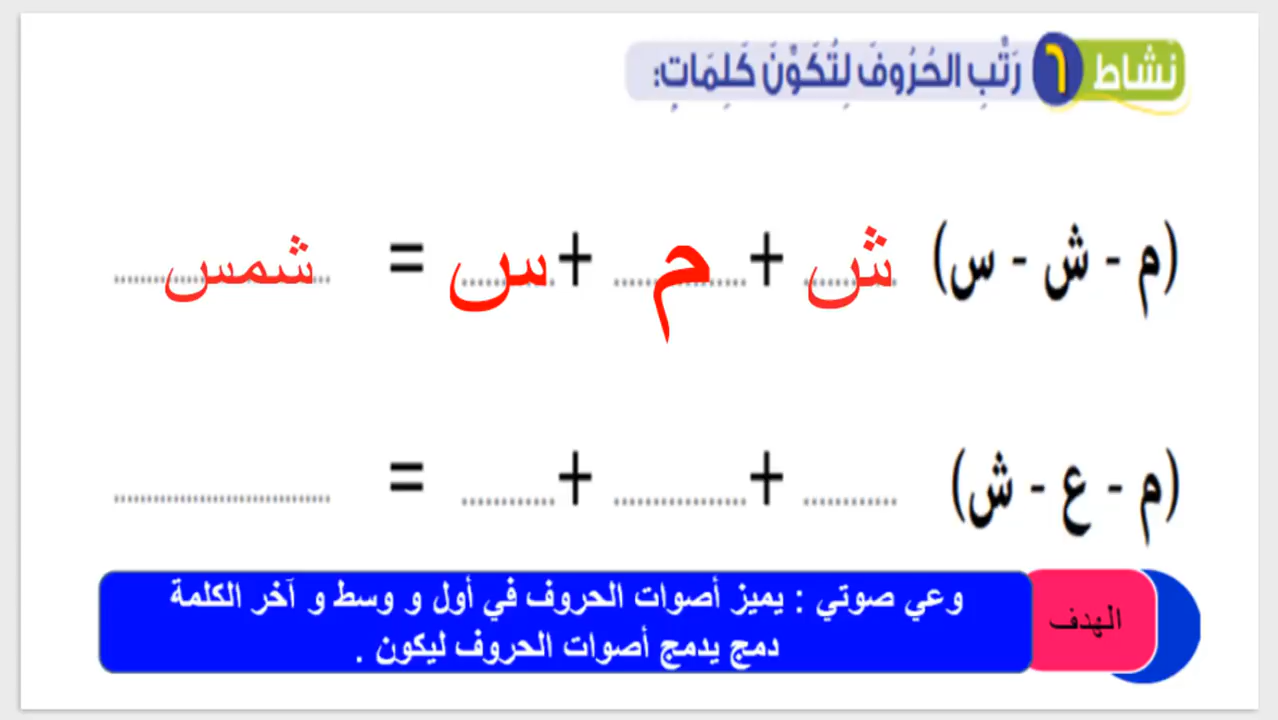 نَشاط ٦ رَتِّبِ الحُرُوفَ لِتُكَوِّنَ كَلِمَاتٍ:
(م - ش - س) ش + م + س = شمس
(م - ع - ش) ........... + ............... + ........... = ..........................
الهدف
وعي صوتي : يميز أصوات الحروف في أول و وسط و آخر الكلمة
دمج يدمج أصوات الحروف ليكون .